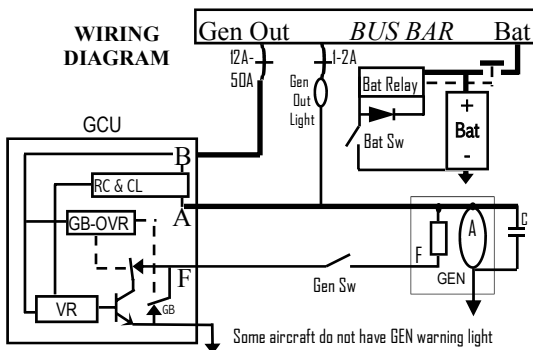 WIRING
DIAGRAM
Gen Out BUS BAR Bat
12A-
50A
1-2A
Gen
Out
Light
Bat Relay
Bat Sw
+
Bat
-
GCU
B
RC & CL
A
GB-OVR
F
VR
GB
Gen Sw
F
A
GEN
C
Some aircraft do not have GEN warning light